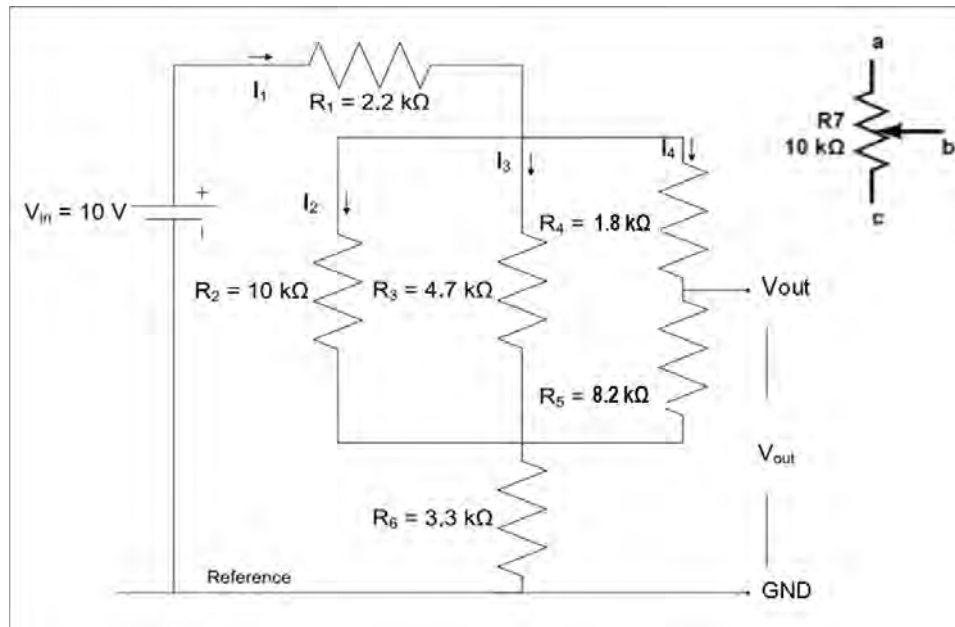 a
I₁
R₁ = 2.2 kΩ
R7
10 kΩ
b
I₃
I₄
c
+
Vin = 10 V
I₂
R₄ = 1.8 kΩ
R₂ = 10 kΩ
R₃ = 4.7 kΩ
Vout
R₅ = 8.2 kΩ
Vout
R₆ = 3.3 kΩ
Reference
GND